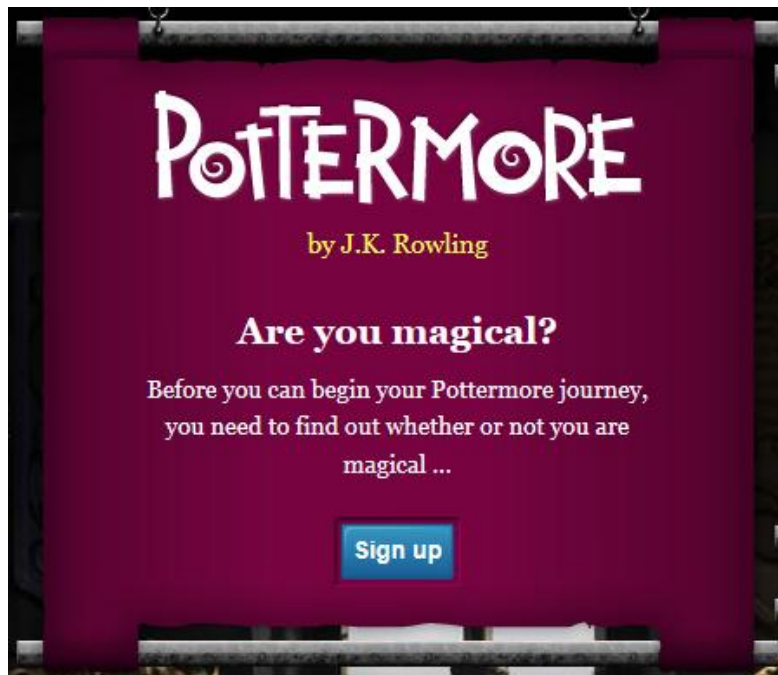 POTTERMORE
by J.K. Rowling
Are you magical?
Before you can begin your Pottermore journey,
you need to find out whether or not you are
magical ...
Sign up